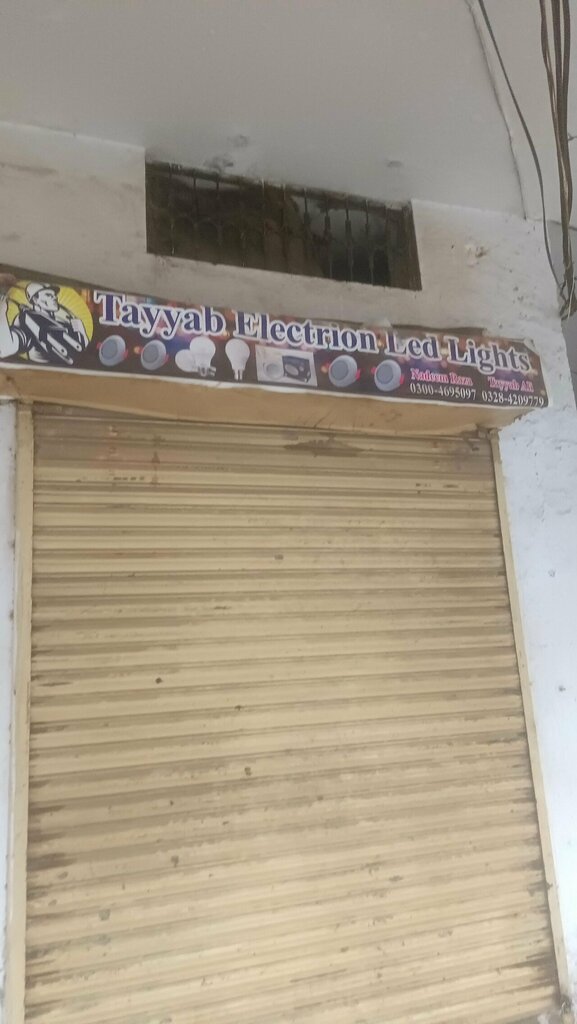 Tayyab Electrion Led Lights
Nadeem Raza Tayyab Ali
0300-4695097 0328-4209779